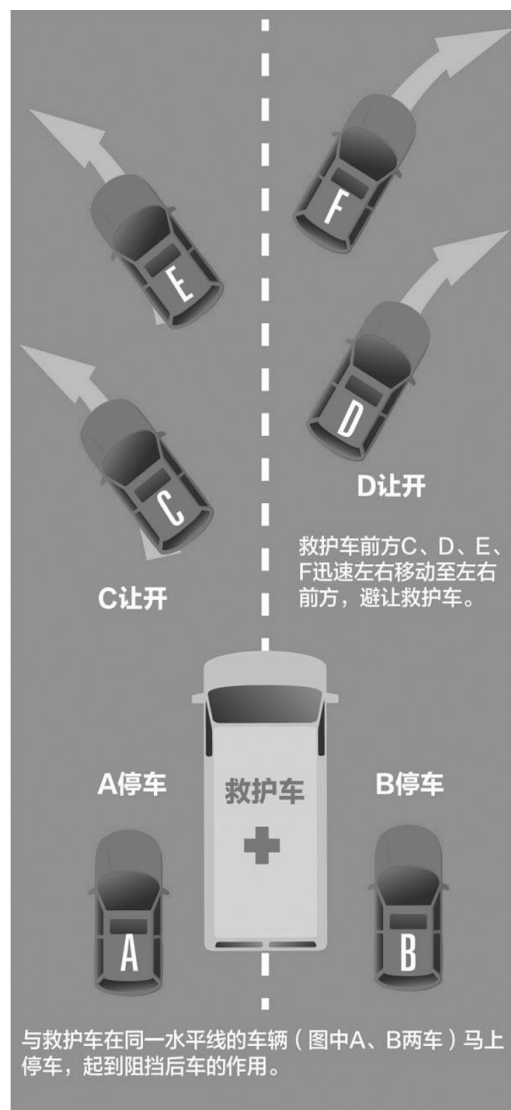 F
E
D
C
D让开
救护车前方C、D、E、
F迅速左右移动至左右
前方，避让救护车。
C让开
A停车
救护车
B停车
A
B
与救护车在同一水平线的车辆（图中A、B两车）马上
停车，起到阻挡后车的作用。